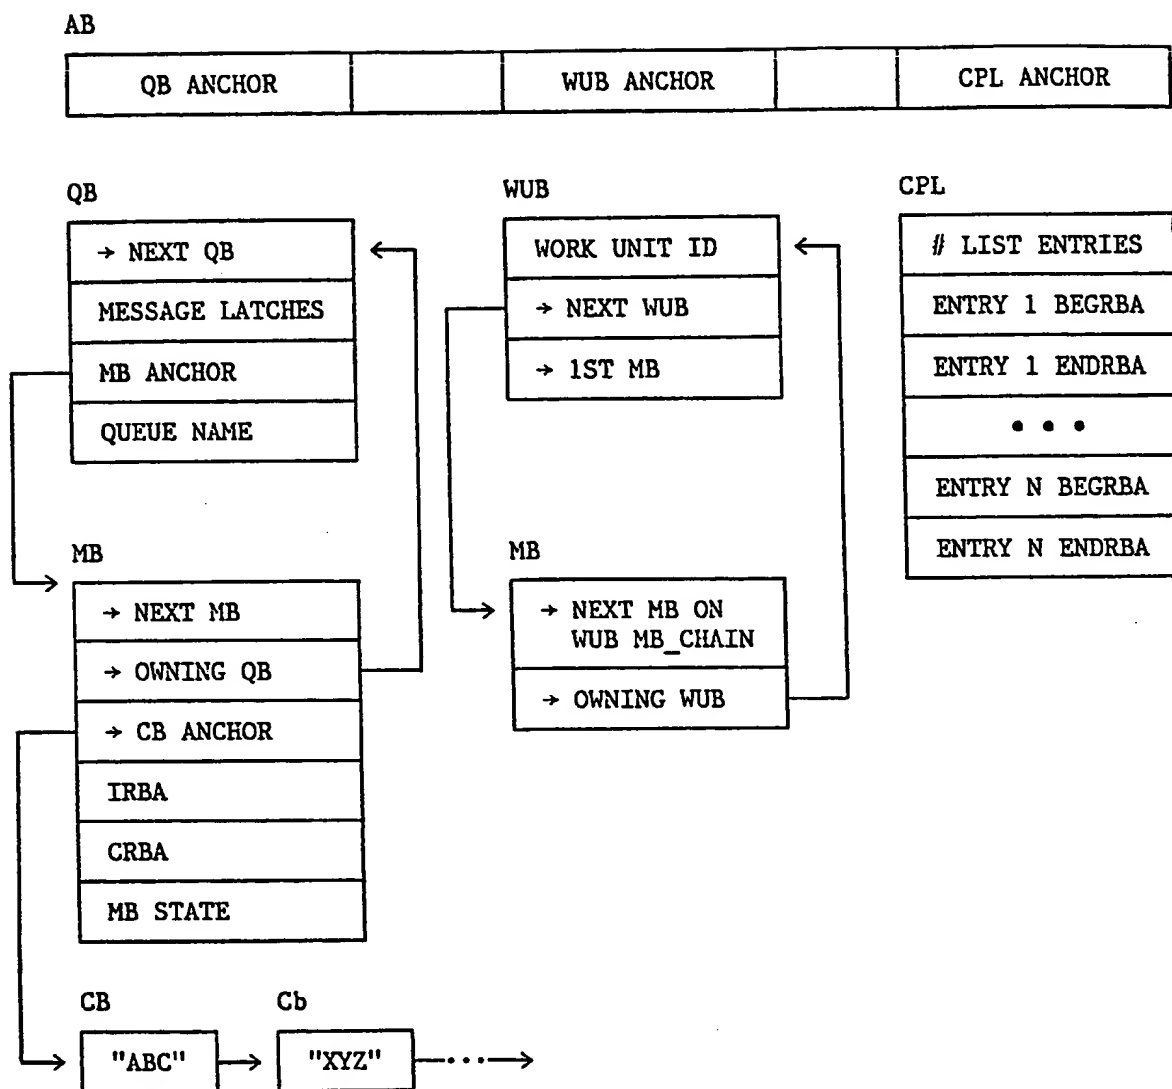 AB
QB ANCHOR
WUB ANCHOR
CPL ANCHOR
QB
→ NEXT QB
MESSAGE LATCHES
MB ANCHOR
QUEUE NAME
WUB
WORK UNIT ID
→ NEXT WUB
→ 1ST MB
CPL
# LIST ENTRIES
ENTRY 1 BEGRBA
ENTRY 1 ENDRBA
• • •
ENTRY N BEGRBA
ENTRY N ENDRBA
MB
→ NEXT MB
→ OWNING QB
→ CB ANCHOR
IRBA
CRBA
MB STATE
MB
→ NEXT MB ON
WUB MB_CHAIN
→ OWNING WUB
CB
"ABC"
Cb
"XYZ"